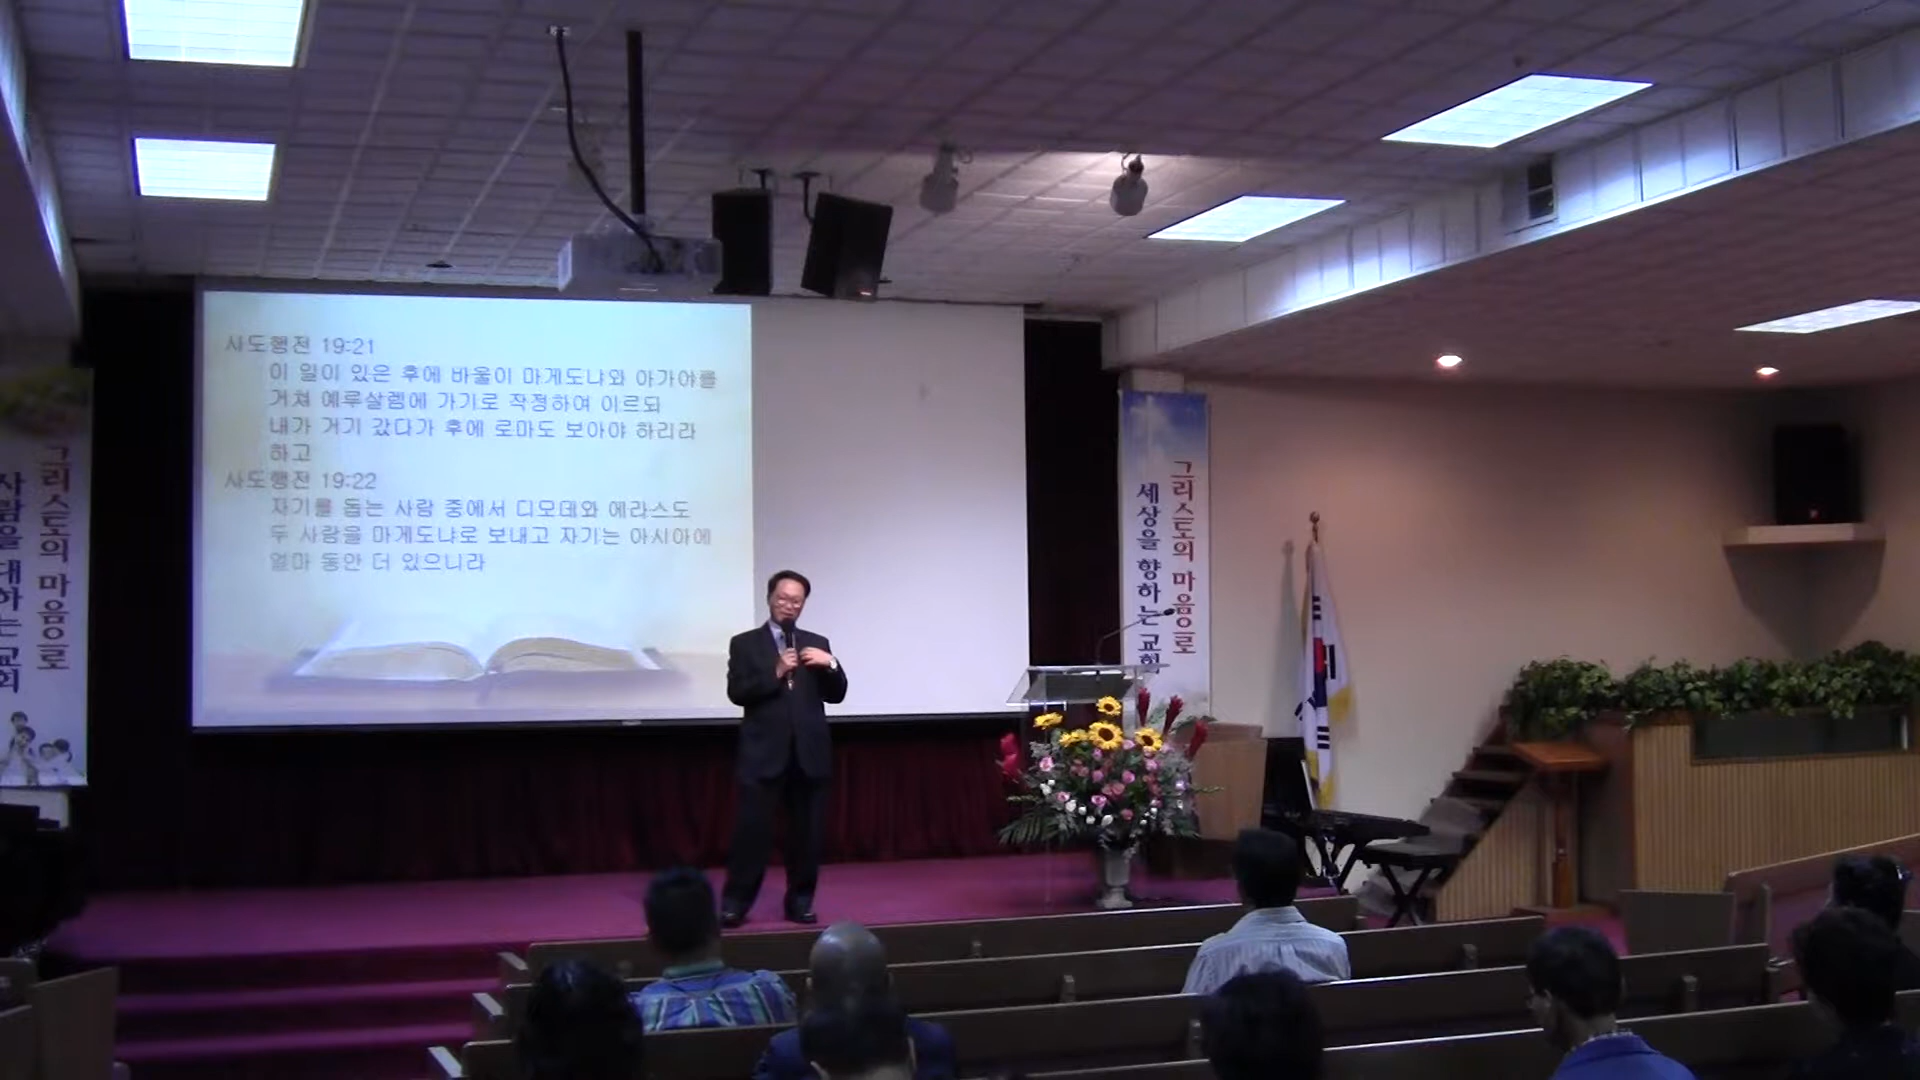 사도행전 19:21
이 일이 있은 후에 바울이 마게도냐와 아가야를
거쳐 예루살렘에 가기로 작정하여 이르되
내가 거기 갔다가 후에 로마도 보아야 하리라
하고
사도행전 19:22
자기를 돕는 사람 중에서 디모데와 에라스도
두 사람을 마게도냐로 보내고 자기는 아시아에
얼마 동안 더 있으니라
그리스도의 마음으로
사람을 대하는 교회
그리스도의 마음으로
세상을 향하는 교회